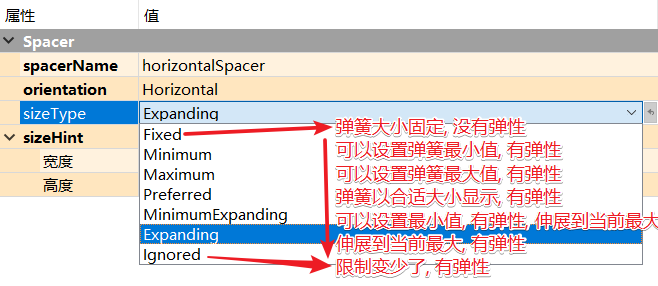 属性 值
Spacer
spacerName horizontalSpacer
orientation Horizontal
sizeType Expanding
sizeHint Fixed 弹簧大小固定, 没有弹性
Minimum 可以设置弹簧最小值, 有弹性
宽度 Maximum 可以设置弹簧最大值, 有弹性
高度 Preferred 弹簧以合适大小显示, 有弹性
MinimumExpanding 可以设置最小值, 有弹性, 伸展到当前最大
Expanding 伸展到当前最大, 有弹性
Ignored 限制变少了, 有弹性